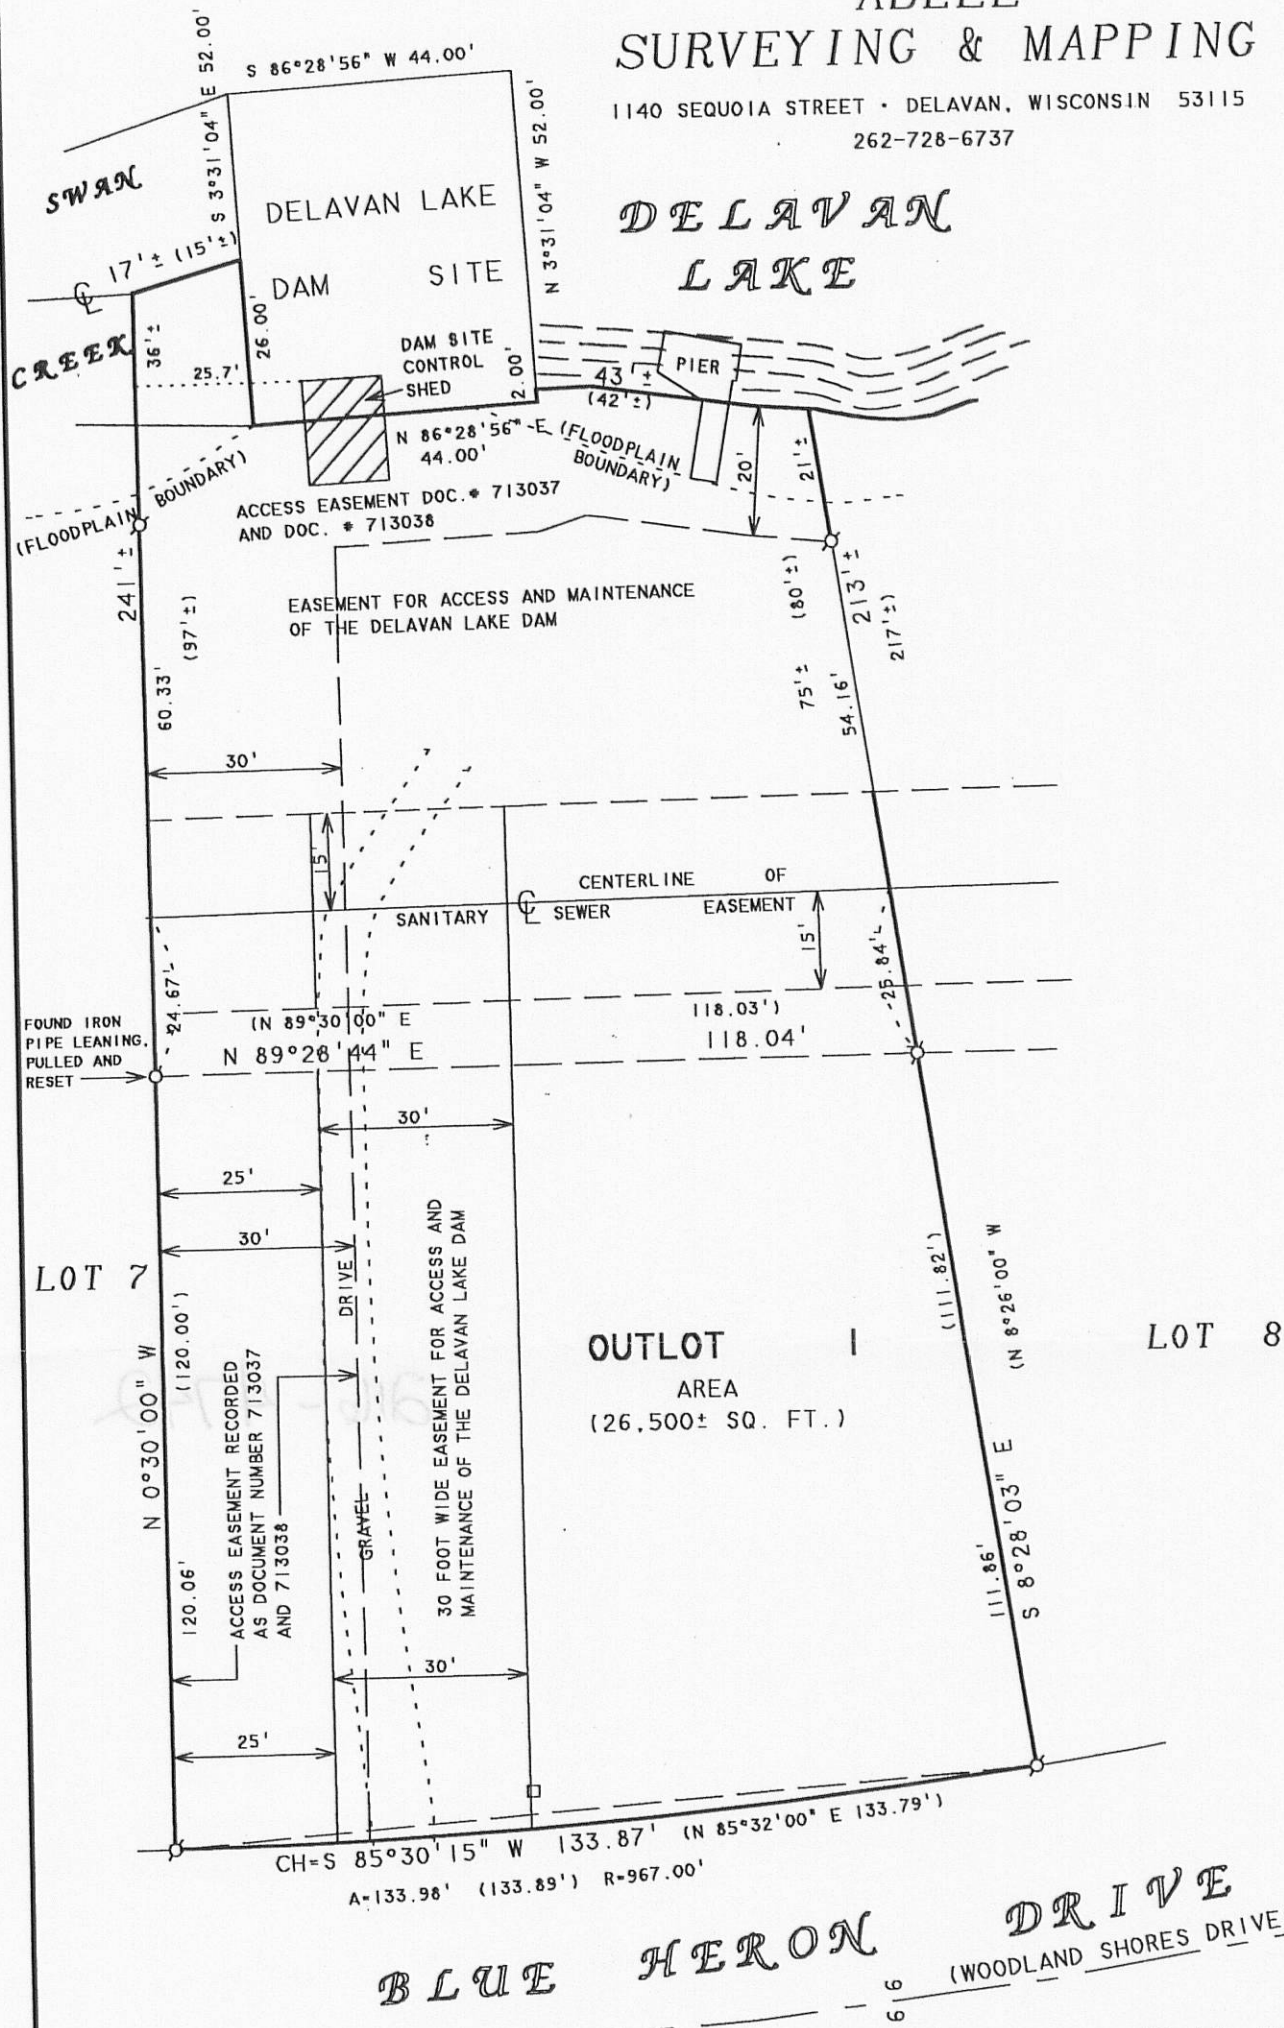 SURVEYING & MAPPING
1140 SEQUOIA STREET · DELAVAN, WISCONSIN 53115
262-728-6737
DELAVAN
LAKE
S 86°28'56" W 44.00'
S 3°31'04" E 52.00'
N 3°31'04" W 52.00'
SWAN
CREEK
DELAVAN LAKE
DAM SITE
17'± (15'±)
36'±
26.00'
25.7'
DAM SITE
CONTROL
SHED
2.00'
43'±
(42'±)
PIER
N 86°28'56" E
44.00'
(FLOODPLAIN
BOUNDARY)
20'
21'±
(FLOODPLAIN BOUNDARY)
ACCESS EASEMENT DOC.# 713037
AND DOC. # 713038
241'±
(97'±)
60.33'
EASEMENT FOR ACCESS AND MAINTENANCE
OF THE DELAVAN LAKE DAM
(80'±)
213'±
217'±)
75'±
54.16'
30'
15'
CENTERLINE OF
SANITARY SEWER EASEMENT
15'
24.67'
25.84'
(N 89°30'00" E 118.03')
N 89°28'44" E 118.04'
FOUND IRON
PIPE LEANING,
PULLED AND
RESET
30'
25'
30'
LOT 7
N 0°30'00" W
(120.00')
120.06'
ACCESS EASEMENT RECORDED
AS DOCUMENT NUMBER 713037
AND 713038
GRAVEL DRIVE
30 FOOT WIDE EASEMENT FOR ACCESS AND
MAINTENANCE OF THE DELAVAN LAKE DAM
OUTLOT 1
AREA
(26,500± SQ. FT.)
(111.82')
(N 8°26'00" W
LOT 8
111.86'
S 8°28'03" E
30'
25'
CH=S 85°30'15" W 133.87' (N 85°32'00" E 133.79')
A=133.98' (133.89') R=967.00'
BLUE HERON DRIVE
(WOODLAND SHORES DRIVE
66